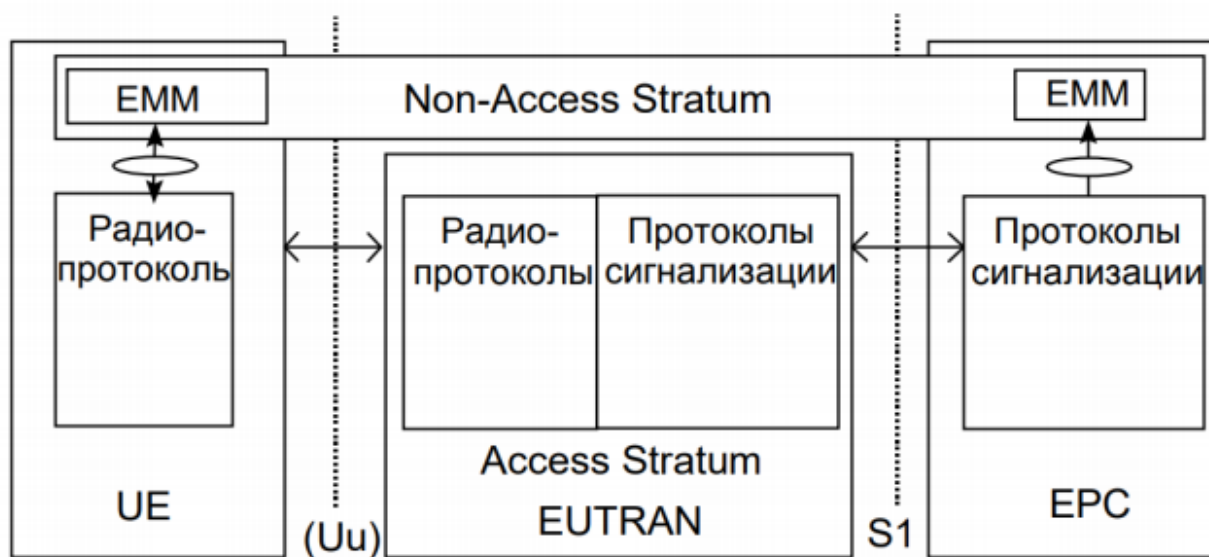 EMM
Non-Access Stratum
EMM
Радио-
протоколь
Радио-
протоколы
Протоколы
сигнализации
Протоколы
сигнализации
Access Stratum
UE
(Uu)
EUTRAN
S1
EPC